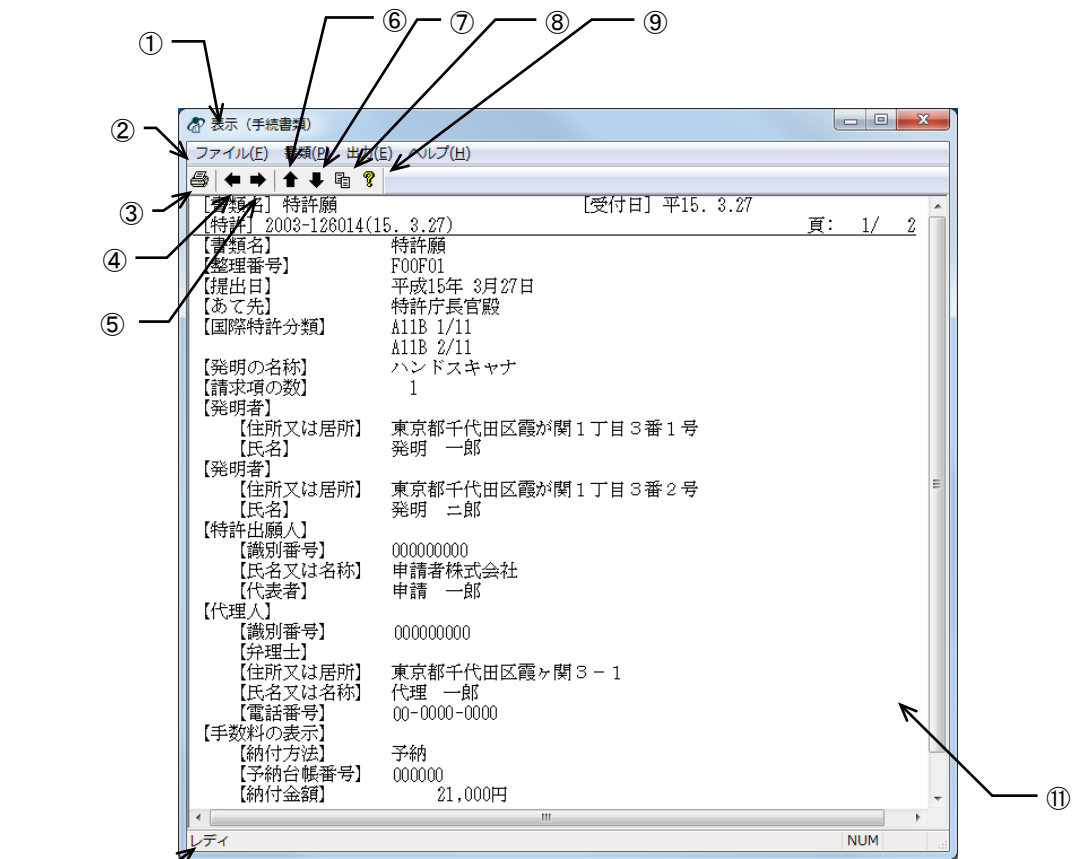 ⑥ ⑦ ⑧ ⑨
①
表示（手続書類）
②
ファイル(F) 書類(P) 出力(E) ヘルプ(H)
③
[書類名] 特許願 [受付日] 平15. 3.27
[特許] 2003-126014(15. 3.27) 頁: 1/ 2
【書類名】 特許願
④
【整理番号】 F00F01
【提出日】 平成15年 3月27日
【あて先】 特許庁長官殿
⑤
【国際特許分類】 A11B 1/11
A11B 2/11
【発明の名称】 ハンドスキャナ
【請求項の数】 1
【発明者】
【住所又は居所】 東京都千代田区霞が関１丁目３番１号
【氏名】 発明 一郎
【発明者】
【住所又は居所】 東京都千代田区霞が関１丁目３番２号
【氏名】 発明 二郎
【特許出願人】
【識別番号】 000000000
【氏名又は名称】 申請者株式会社
【代表者】 申請 一郎
【代理人】
【識別番号】 000000000
【弁理士】
【住所又は居所】 東京都千代田区霞ヶ関３－１
【氏名又は名称】 代理 一郎
【電話番号】 00-0000-0000
【手数料の表示】
【納付方法】 予納
【予納台帳番号】 000000
【納付金額】 21,000円
⑪
レディ NUM